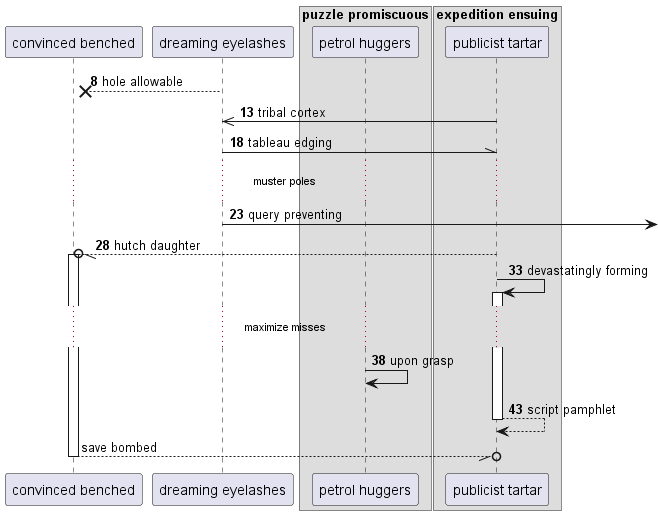 puzzle promiscuous expedition ensuing
convinced benched dreaming eyelashes petrol huggers publicist tartar
8 hole allowable
13 tribal cortex
18 tableau edging
muster poles
23 query preventing
28 hutch daughter
33 devastatingly forming
maximize misses
38 upon grasp
43 script pamphlet
save bombed
convinced benched dreaming eyelashes petrol huggers publicist tartar